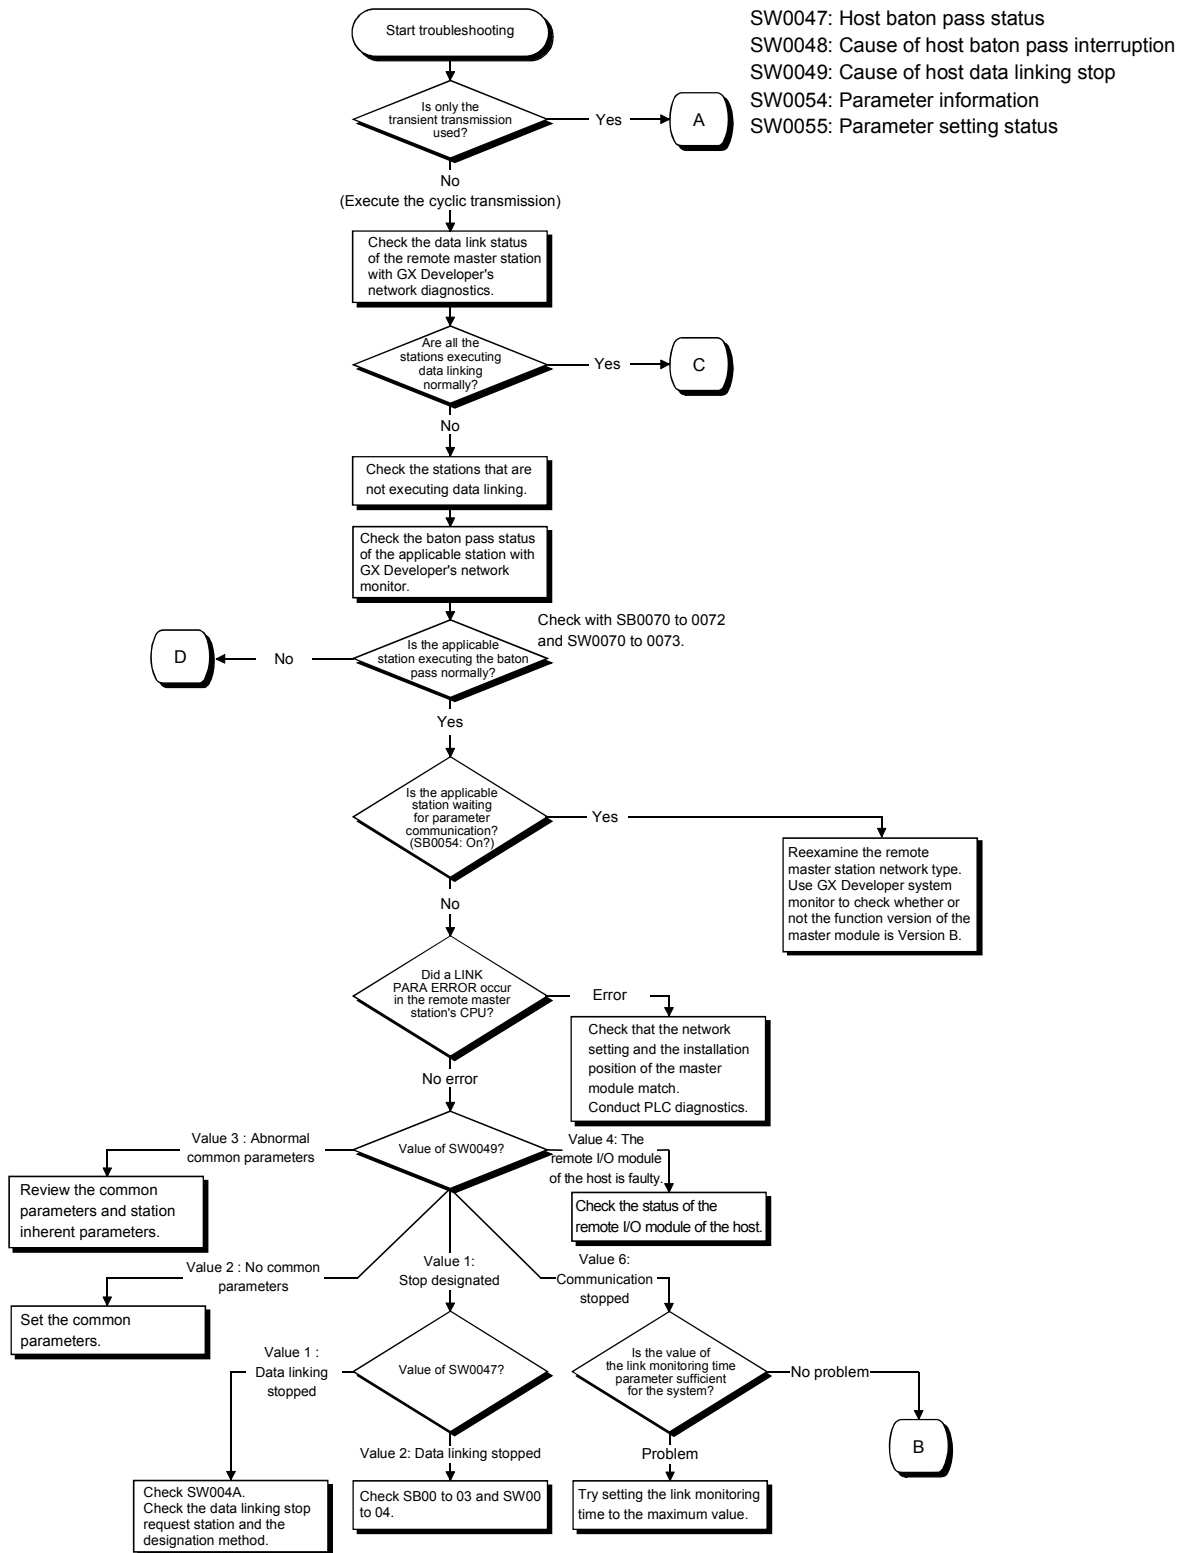 Start troubleshooting
SW0047: Host baton pass status
SW0048: Cause of host baton pass interruption
SW0049: Cause of host data linking stop
SW0054: Parameter information
SW0055: Parameter setting status
Is only the
transient transmission
used?
Yes
A
No
(Execute the cyclic transmission)
Check the data link status
of the remote master station
with GX Developer's
network diagnostics.
Are all the
stations executing
data linking
normally?
Yes
C
No
Check the stations that are
not executing data linking.
Check the baton pass status
of the applicable station with
GX Developer's network
monitor.
Check with SB0070 to 0072
and SW0070 to 0073.
Is the applicable
station executing the baton
pass normally?
No
D
Yes
Is the applicable
station waiting
for parameter
communication?
(SB0054: On?)
Yes
Reexamine the remote
master station network type.
Use GX Developer system
monitor to check whether or
not the function version of the
master module is Version B.
No
Did a LINK
PARA ERROR occur
in the remote master
station's CPU?
Error
Check that the network
setting and the installation
position of the master
module match.
Conduct PLC diagnostics.
No error
Value of SW0049?
Value 3 : Abnormal
common parameters
Review the common
parameters and station
inherent parameters.
Value 4: The
remote I/O module
of the host is faulty.
Check the status of the
remote I/O module of the host.
Value 2 : No common
parameters
Set the common
parameters.
Value 1:
Stop designated
Value 6:
Communication
stopped
Value of SW0047?
Value 1 :
Data linking
stopped
Check SW004A.
Check the data linking stop
request station and the
designation method.
Value 2: Data linking stopped
Check SB00 to 03 and SW00
to 04.
Is the value of
the link monitoring time
parameter sufficient
for the system?
No problem
B
Problem
Try setting the link monitoring
time to the maximum value.